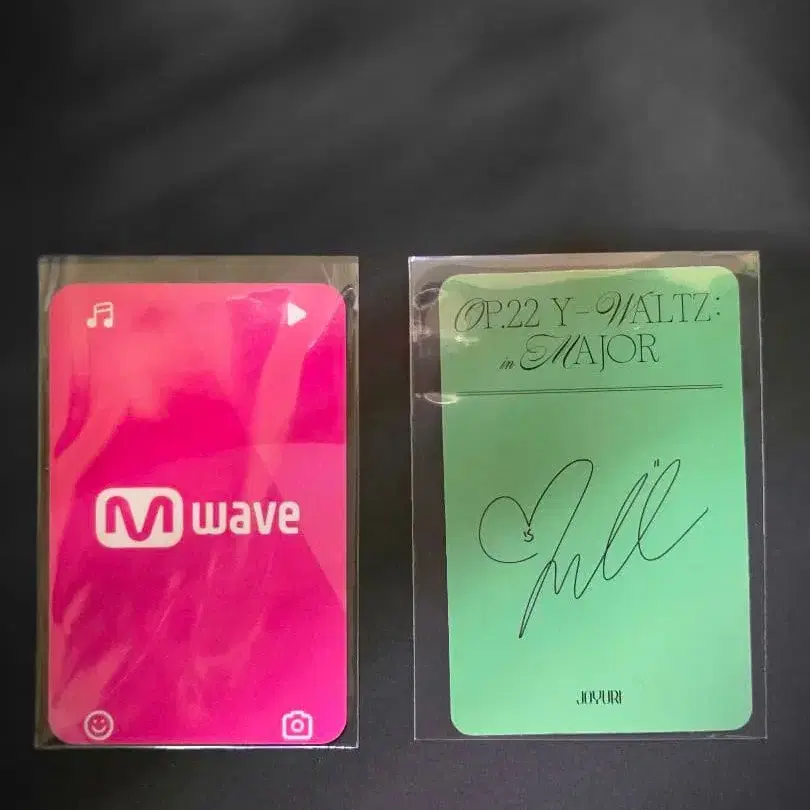 M wave
OP.22 Y-WALTZ:
in MAJOR
JOYURI